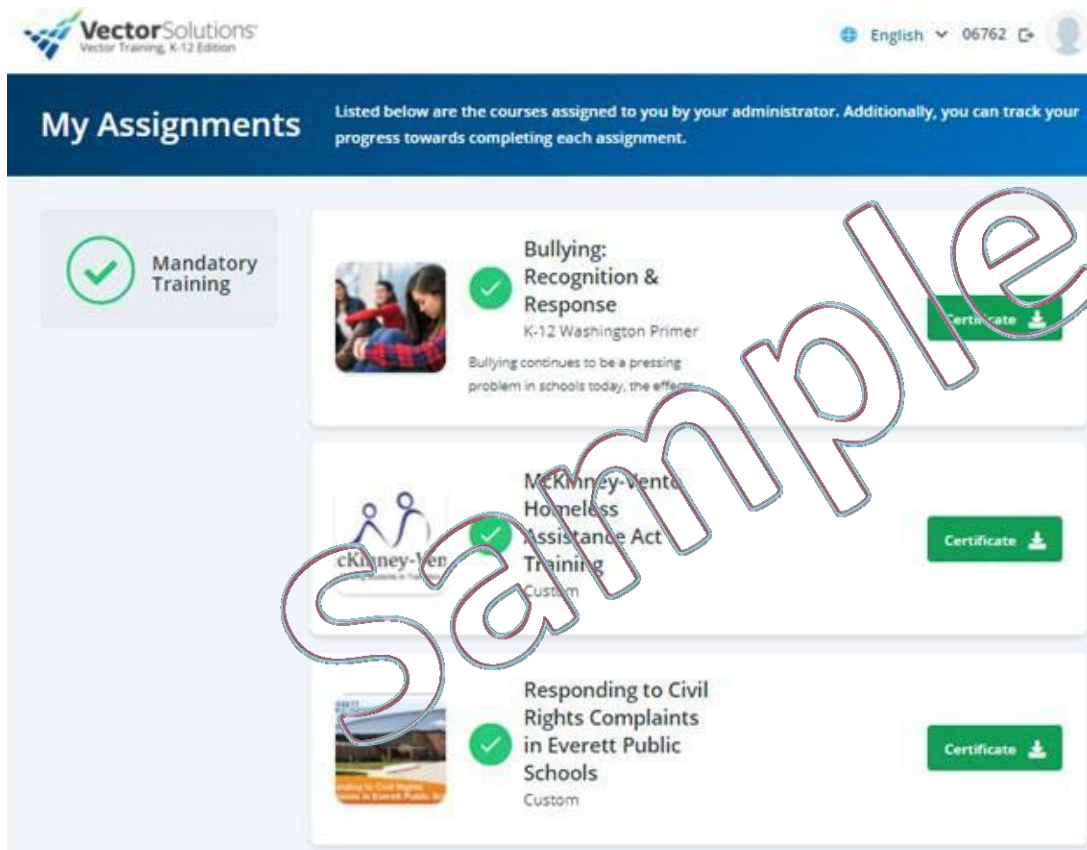 VectorSolutions
Vector Training, K-12 Edition
English
06762
My Assignments
Listed below are the courses assigned to you by your administrator. Additionally, you can track your
progress towards completing each assignment.
Mandatory
Training
Bullying:
Recognition &
Response
K-12 Washington Primer
Bullying continues to be a pressing
problem in schools today, the effects
Certificate
McKinney-Vento
Homeless
Assistance Act
Training
Custom
cKinney-Ven
Certificate
Responding to Civil
Rights Complaints
in Everett Public
Schools
Custom
Certificate
Sample